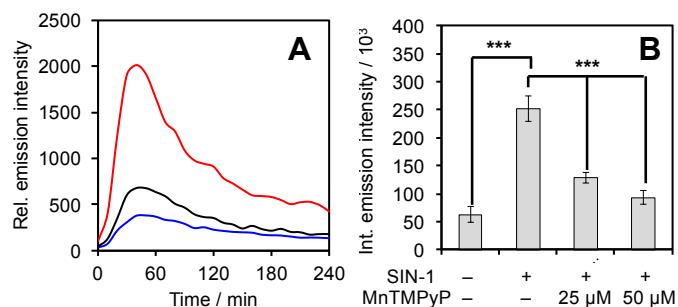 A
Rel. emission intensity
2500
2000
1500
1000
500
0
0 60 120 180 240
Time / min
B
Int. emission intensity / 10³
400
350
300
250
200
150
100
50
0
***
***
SIN-1 – + + +
MnTMPyP – – 25 µM 50 µM